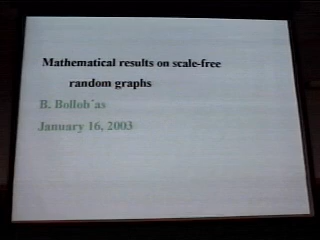 Mathematical results on scale-free
random graphs
B. Bollob´as
January 16, 2003